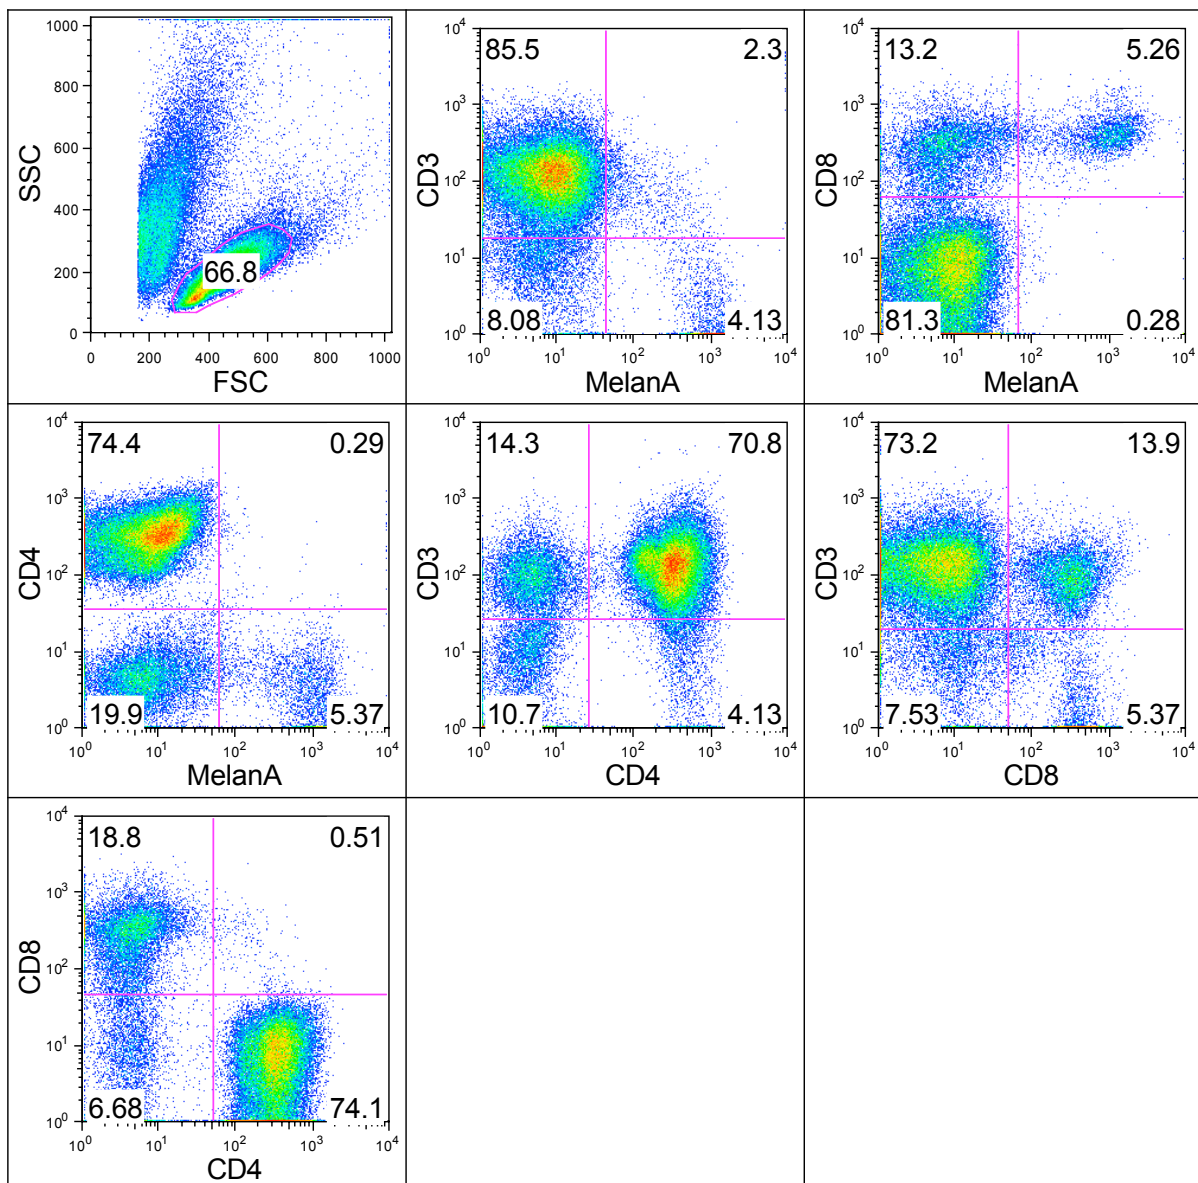 1000
800
600
400
200
0
SSC
66.8
0 200 400 600 800 1000
FSC
10⁴
10³
10²
10¹
10⁰
CD3
85.5 2.3
8.08 4.13
10⁰ 10¹ 10² 10³ 10⁴
MelanA
10⁴
10³
10²
10¹
10⁰
CD8
13.2 5.26
81.3 0.28
10⁰ 10¹ 10² 10³ 10⁴
MelanA
10⁴
10³
10²
10¹
10⁰
CD4
74.4 0.29
19.9 5.37
10⁰ 10¹ 10² 10³ 10⁴
MelanA
10⁴
10³
10²
10¹
10⁰
CD3
14.3 70.8
10.7 4.13
10⁰ 10¹ 10² 10³ 10⁴
CD4
10⁴
10³
10²
10¹
10⁰
CD3
73.2 13.9
7.53 5.37
10⁰ 10¹ 10² 10³ 10⁴
CD8
10⁴
10³
10²
10¹
10⁰
CD8
18.8 0.51
6.68 74.1
10⁰ 10¹ 10² 10³ 10⁴
CD4